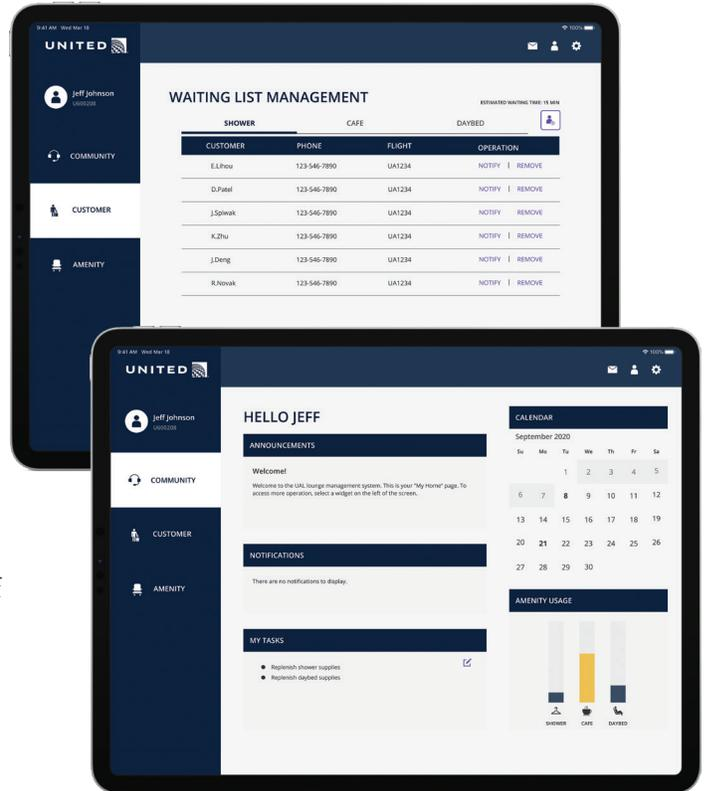 9:41 AM Wed Mar 18
100%
UNITED
Jeff Johnson
UG00208
COMMUNITY
CUSTOMER
AMENITY
WAITING LIST MANAGEMENT
ESTIMATED WAITING TIME: 15 MIN
SHOWER CAFE DAYBED
CUSTOMER PHONE FLIGHT OPERATION
E.Lihou 123-546-7890 UA1234 NOTIFY | REMOVE
D.Patel 123-546-7890 UA1234 NOTIFY | REMOVE
J.Spiwak 123-546-7890 UA1234 NOTIFY REMOVE
K.Zhu 123-546-7890 UA1234 NOTIFY | REMOVE
J.Deng 123-546-7890 UA1234 NOTIFY | REMOVE
R.Novak 123-546-7890 UA1234 NOTIFY | REMOVE
9:41 AM Wed Mar 18
100%
UNITED
Jeff Johnson
UG00208
COMMUNITY
CUSTOMER
AMENITY
HELLO JEFF
ANNOUNCEMENTS
Welcome!
Welcome to the UAL lounge management system. This is your "My Home" page. To
access more operation, select a widget on the left of the screen.
NOTIFICATIONS
There are no notifications to display.
MY TASKS
Replenish shower supplies
Replenish daybed supplies
CALENDAR
September 2020
Su Mo Tu We Th Fr Sa
1 2 3 4 5
6 7 8 9 10 11 12
13 14 15 16 17 18 19
20 21 22 23 24 25 26
27 28 29 30
AMENITY USAGE
SHOWER CAFE DAYBED